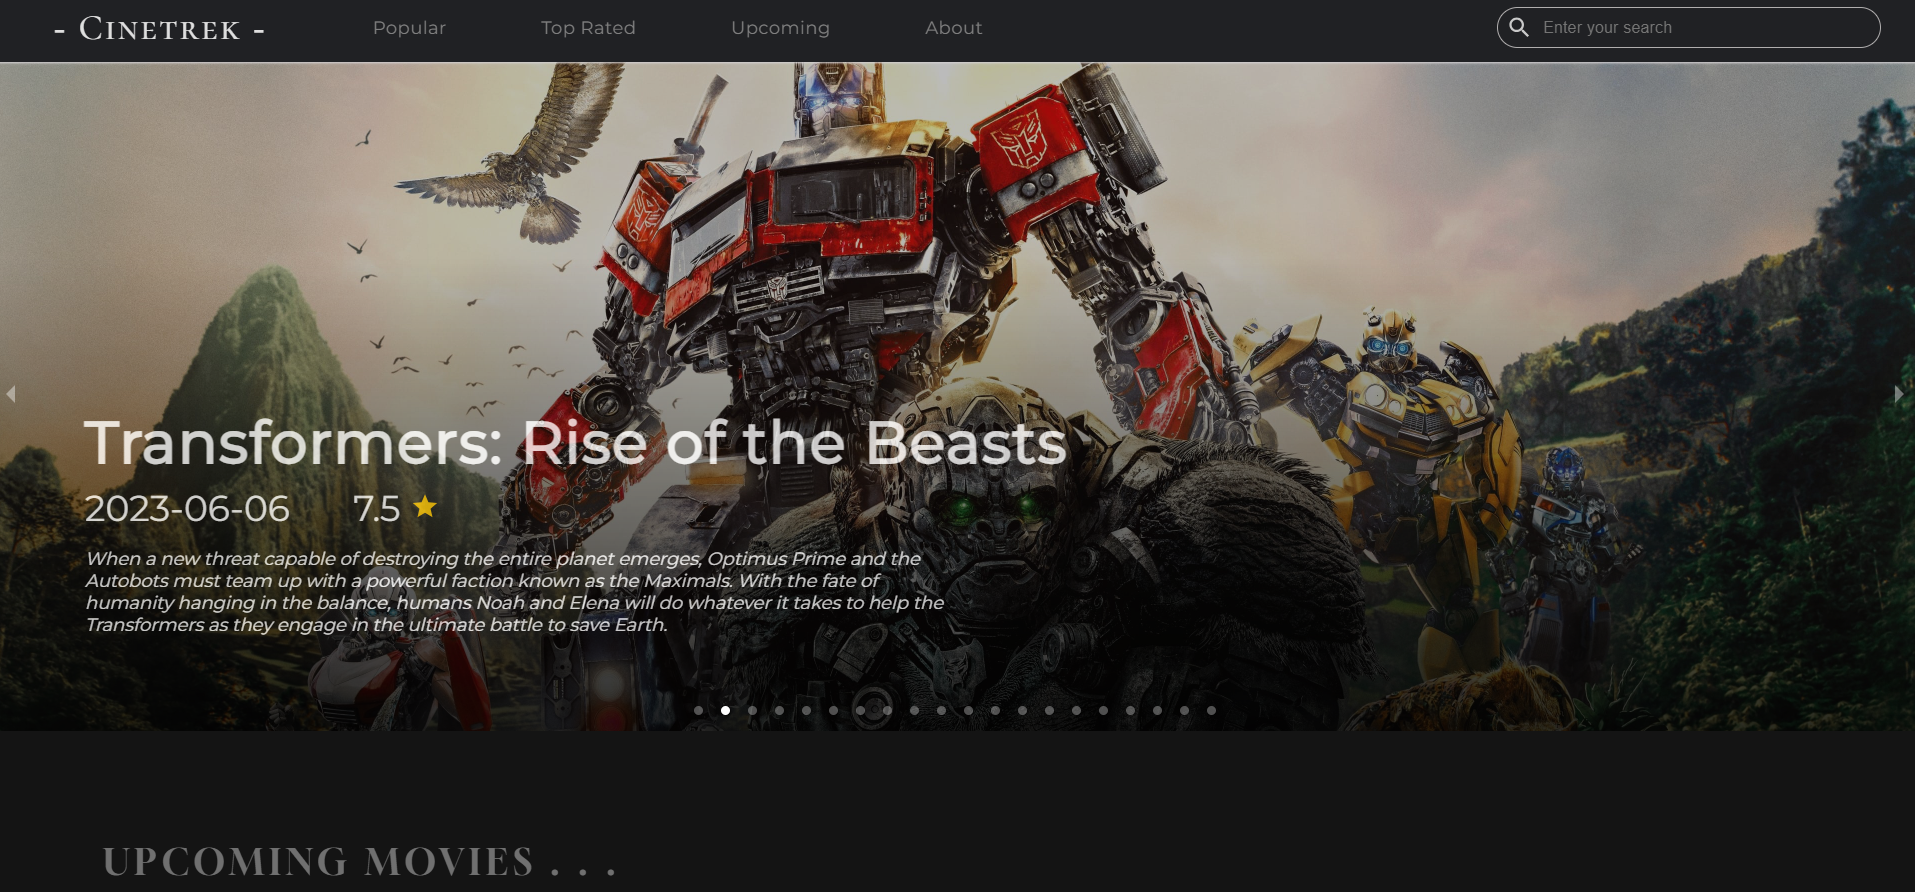 - Cinetrek -
Popular
Top Rated
Upcoming
About
Enter your search
Transformers: Rise of the Beasts
2023-06-06 7.5
When a new threat capable of destroying the entire planet emerges, Optimus Prime and the
Autobots must team up with a powerful faction known as the Maximals. With the fate of
humanity hanging in the balance, humans Noah and Elena will do whatever it takes to help the
Transformers as they engage in the ultimate battle to save Earth.
UPCOMING MOVIES . . .